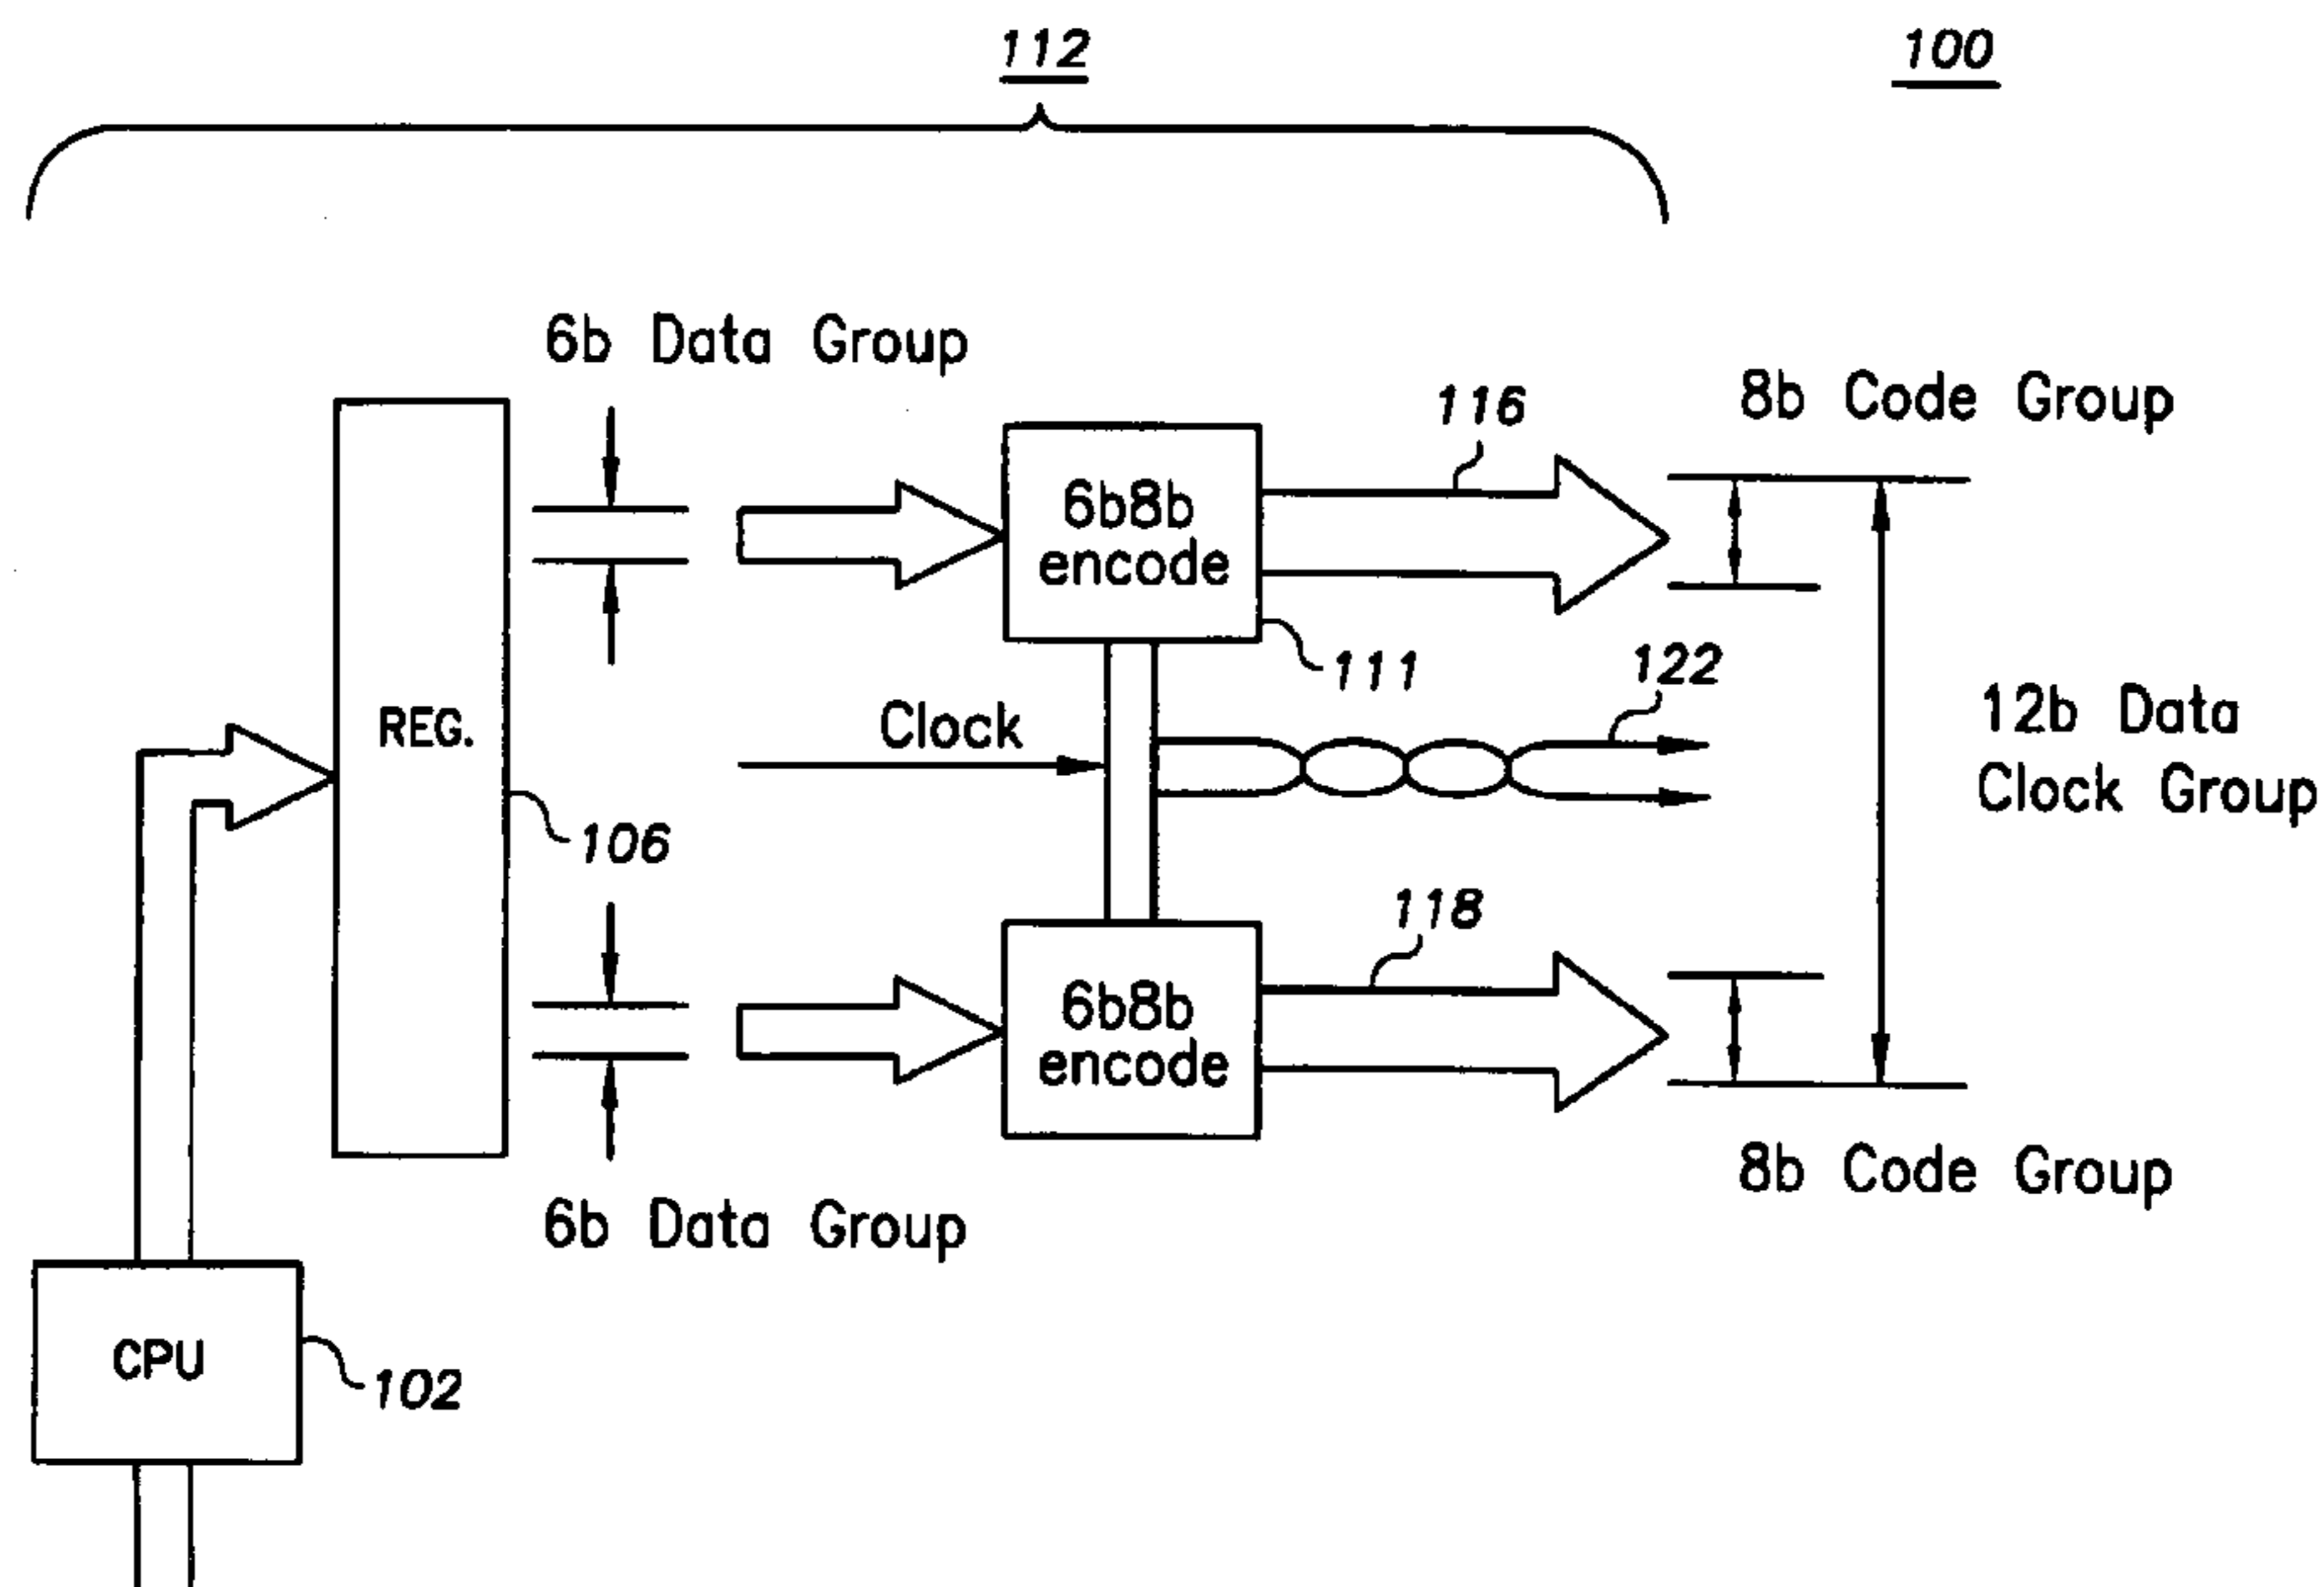 112
100
6b Data Group
8b Code Group
116
6b8b
encode
111
122
REG.
Clock
12b Data
Clock Group
106
118
6b8b
encode
8b Code Group
6b Data Group
CPU
102